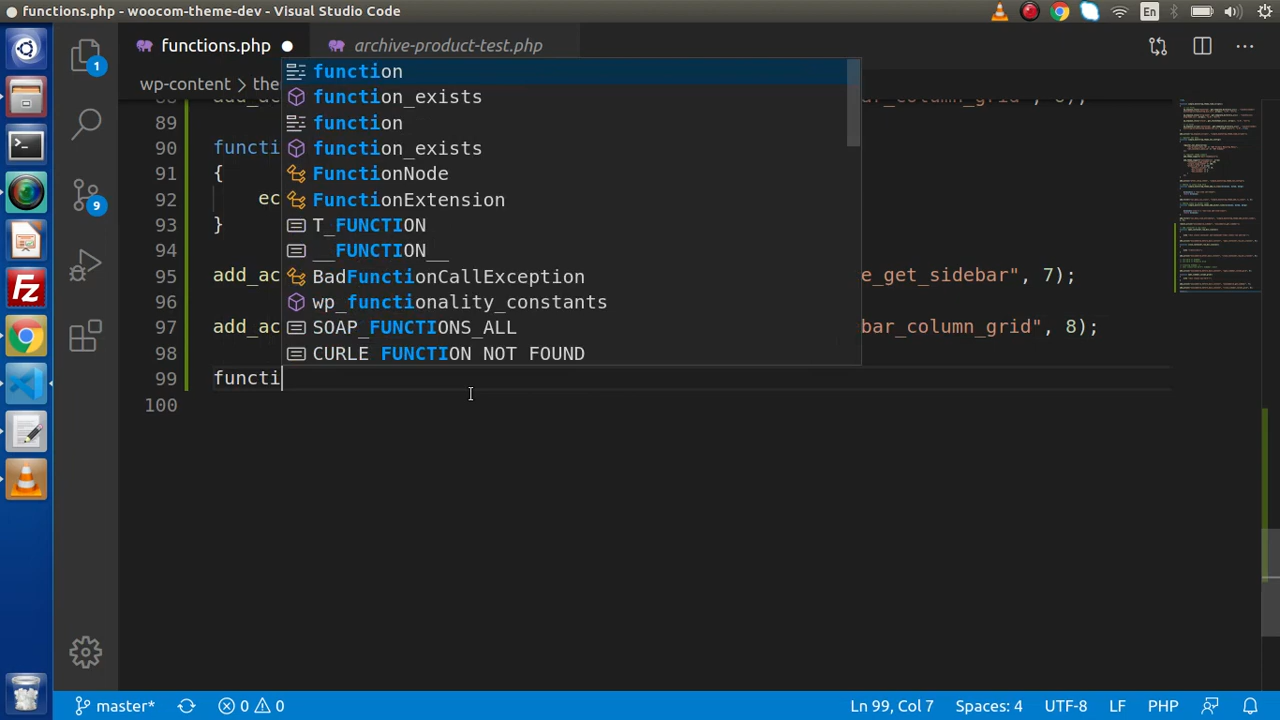 functions.php - woocom-theme-dev - Visual Studio Code
En
functions.php
archive-product-test.php
wp-content
the
function
function_exists
function
function_exists
FunctionNode
FunctionExtension
T_FUNCTION
__FUNCTION__
BadFunctionCallException
wp_functionality_constants
SOAP_FUNCTIONS_ALL
CURLE_FUNCTION_NOT_FOUND
89
90 functi
91 {
92 ec
93 }
94
95 add_ac e_get_sidebar", 7);
96
97 add_ac bar_column_grid", 8);
98
99 functi
100
1
9
master*
0 0
Ln 99, Col 7
Spaces: 4
UTF-8
LF
PHP